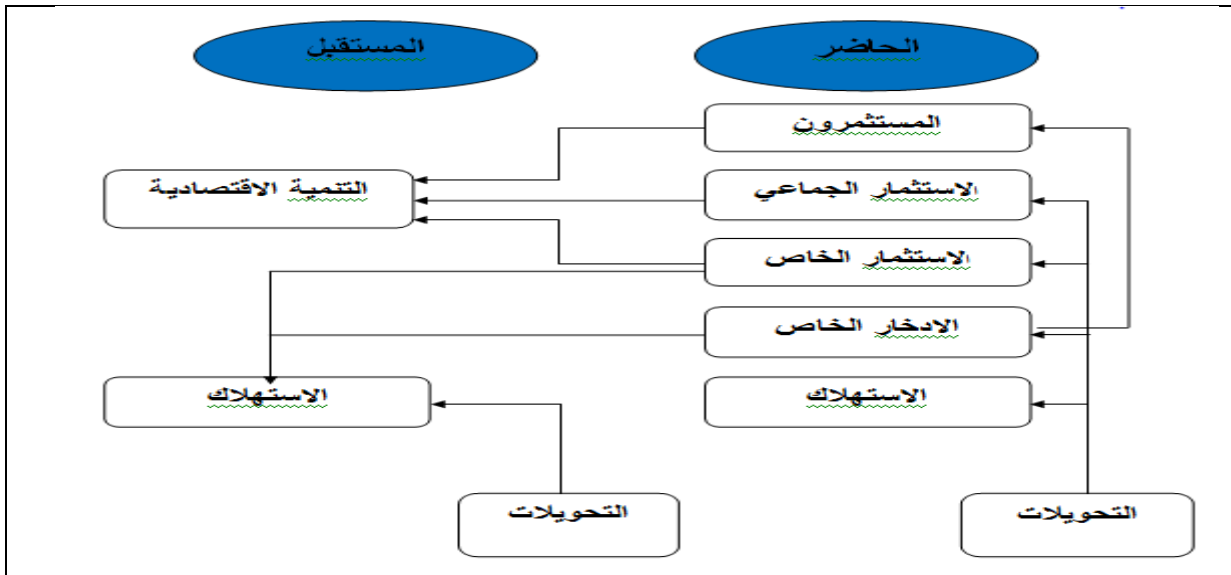 الحاضر
المستقبل
المستثمرون
الاستثمار الجماعي
التنمية الاقتصادية
الاستثمار الخاص
الادخار الخاص
الاستهلاك
الاستهلاك
التحويلات
التحويلات